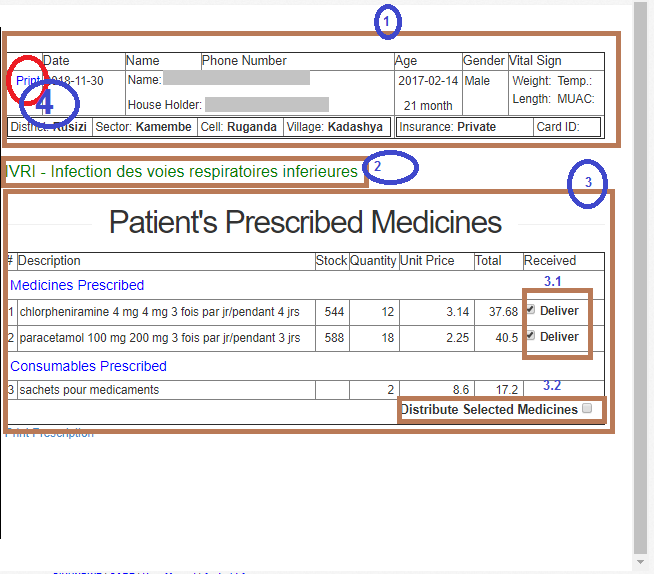 1
Date Name Phone Number Age Gender Vital Sign
Print 2018-11-30 Name: 2017-02-14 Male Weight: Temp.:
House Holder: 21 month Length: MUAC:
4
District: Rusizi Sector: Kamembe Cell: Ruganda Village: Kadashya Insurance: Private Card ID:
IVRI - Infection des voies respiratoires inferieures
2
3
Patient's Prescribed Medicines
# Description Stock Quantity Unit Price Total Received
Medicines Prescribed
3.1
1 chlorpheniramine 4 mg 4 mg 3 fois par jr/pendant 4 jrs 544 12 3.14 37.68 Deliver
2 paracetamol 100 mg 200 mg 3 fois par jr/pendant 3 jrs 588 18 2.25 40.5 Deliver
Consumables Prescribed
3 sachets pour medicaments 2 8.6 17.2
3.2
Distribute Selected Medicines
Print Prescription